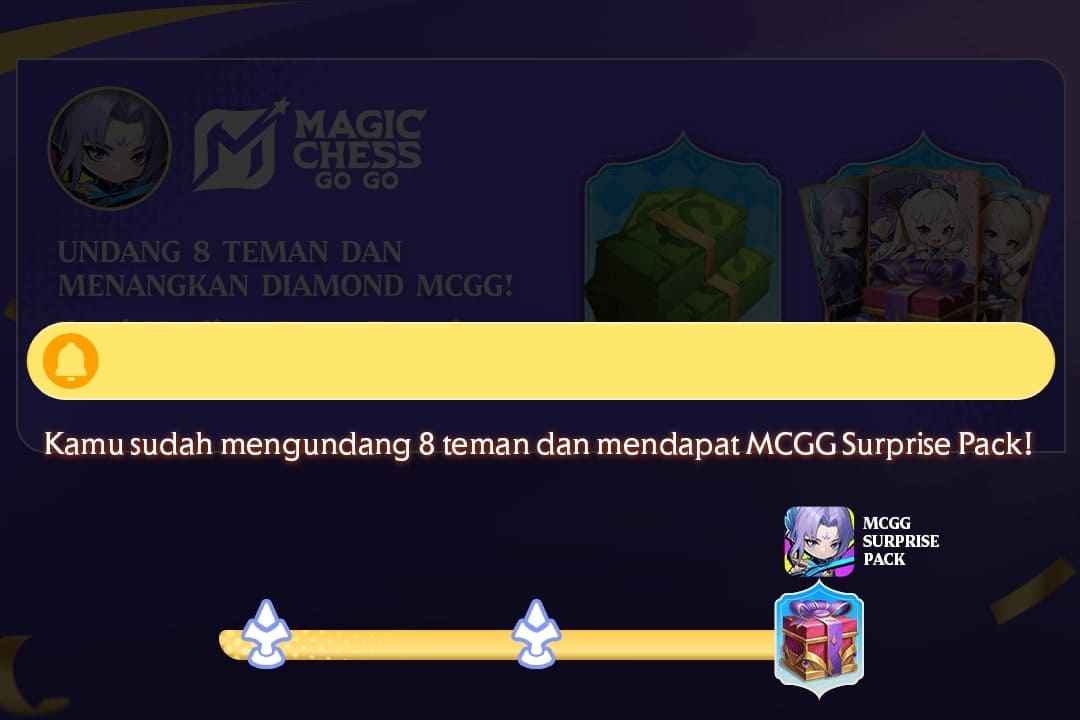 MAGIC
CHESS
GO GO
UNDANG 8 TEMAN DAN
MENANGKAN DIAMOND MCGG!
Kamu sudah mengundang 8 teman dan mendapat MCGG Surprise Pack!
MCGG
SURPRISE
PACK